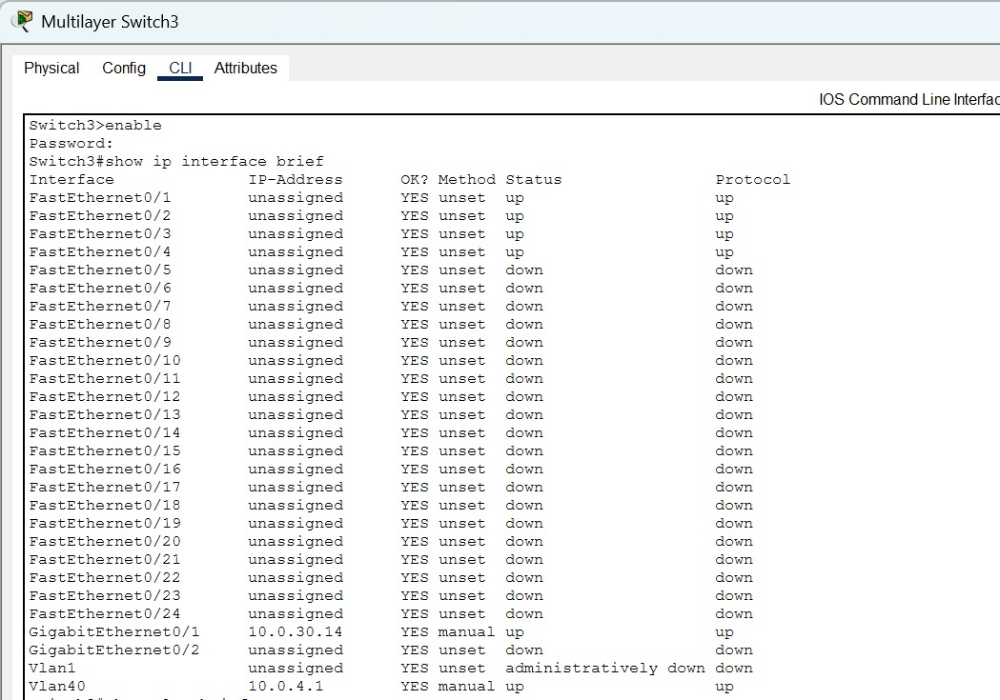 Multilayer Switch3
Physical Config CLI Attributes
IOS Command Line
Switch3>enable
Password:
Switch3#show ip interface brief
Interface IP-Address OK? Method Status Protocol
FastEthernet0/1 unassigned YES unset up up
FastEthernet0/2 unassigned YES unset up up
FastEthernet0/3 unassigned YES unset up up
FastEthernet0/4 unassigned YES unset up up
FastEthernet0/5 unassigned YES unset down down
FastEthernet0/6 unassigned YES unset down down
FastEthernet0/7 unassigned YES unset down down
FastEthernet0/8 unassigned YES unset down down
FastEthernet0/9 unassigned YES unset down down
FastEthernet0/10 unassigned YES unset down down
FastEthernet0/11 unassigned YES unset down down
FastEthernet0/12 unassigned YES unset down down
FastEthernet0/13 unassigned YES unset down down
FastEthernet0/14 unassigned YES unset down down
FastEthernet0/15 unassigned YES unset down down
FastEthernet0/16 unassigned YES unset down down
FastEthernet0/17 unassigned YES unset down down
FastEthernet0/18 unassigned YES unset down down
FastEthernet0/19 unassigned YES unset down down
FastEthernet0/20 unassigned YES unset down down
FastEthernet0/21 unassigned YES unset down down
FastEthernet0/22 unassigned YES unset down down
FastEthernet0/23 unassigned YES unset down down
FastEthernet0/24 unassigned YES unset down down
GigabitEthernet0/1 10.0.30.14 YES manual up up
GigabitEthernet0/2 unassigned YES unset down down
Vlan1 unassigned YES unset administratively down down
Vlan40 10.0.4.1 YES manual up up